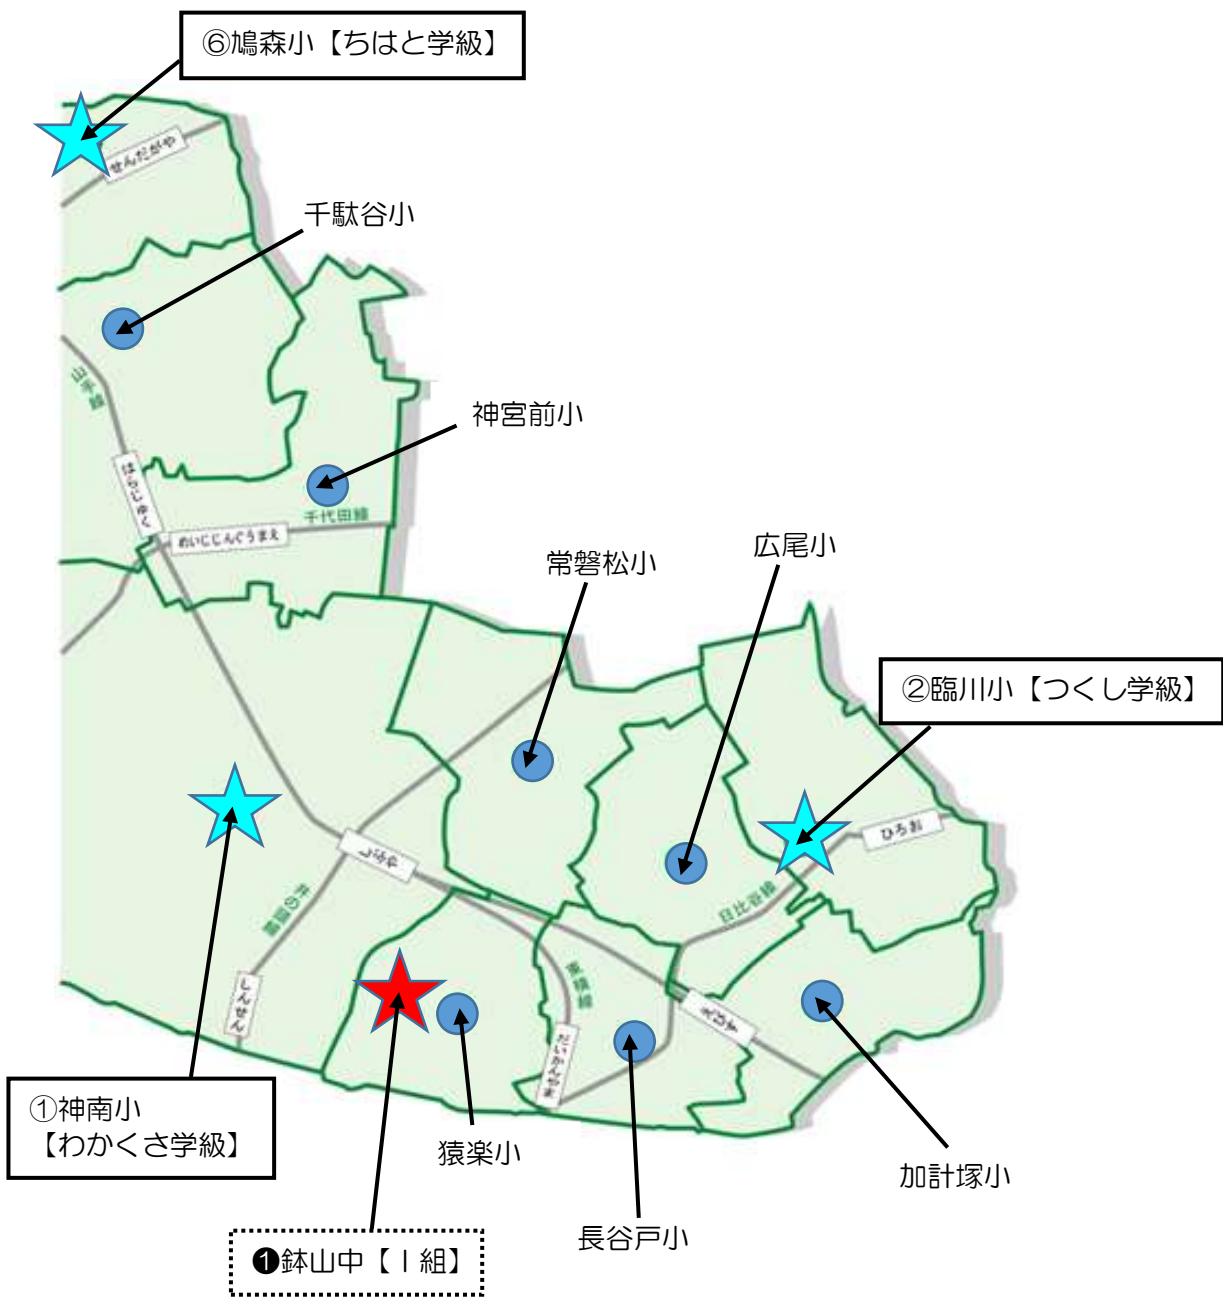 ⑥鳩森小【ちはと学級】
せんだがや
千駄谷小
山手線
神宮前小
はらじゅく
千代田線
めいじじんぐうまえ
常磐松小
広尾小
②臨川小【つくし学級】
ひろお
しぶや
日比谷線
井の頭線
東横線
しんせん
えびす
だいかんやま
①神南小
【わかくさ学級】
猿楽小
加計塚小
長谷戸小
❶鉢山中【Ⅰ組】